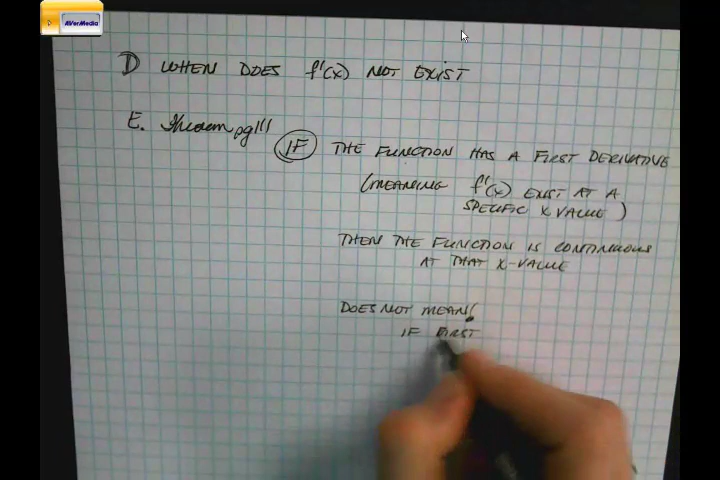 AVerMedia
D WHEN DOES f'(x) NOT EXIST
E. Theorem pg 111 IF THE FUNCTION HAS A FIRST DERIVATIVE
(MEANING f'(x) EXIST AT A
SPECIFIC X VALUE)
THEN THE FUNCTION IS CONTINUOUS
AT THAT X-VALUE
DOES NOT MEAN!
IF FIRST